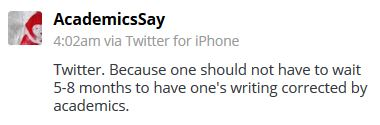 AcademicsSay
4:02am via Twitter for iPhone
Twitter. Because one should not have to wait
5-8 months to have one's writing corrected by
academics.